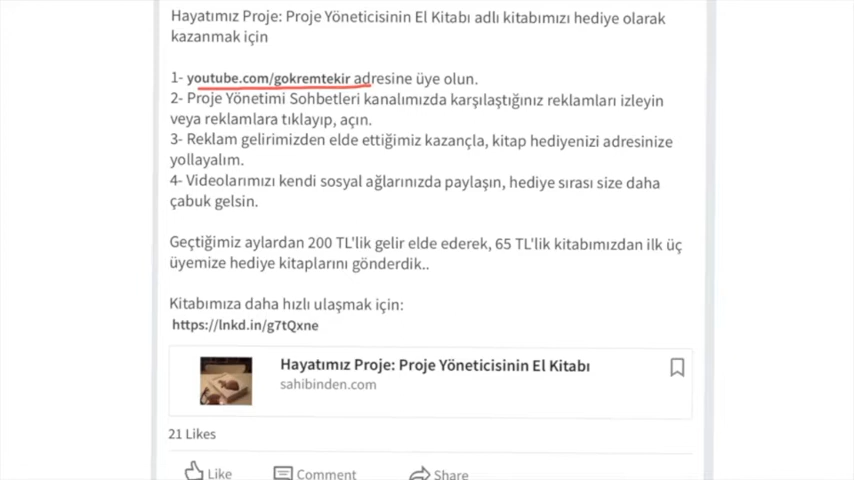 Hayatımız Proje: Proje Yöneticisinin El Kitabı adlı kitabımızı hediye olarak
kazanmak için
1- youtube.com/gokremtekir adresine üye olun.
2- Proje Yönetimi Sohbetleri kanalımızda karşılaştığınız reklamları izleyin
veya reklamlara tıklayıp, açın.
3- Reklam gelirimizden elde ettiğimiz kazançla, kitap hediyenizi adresinize
yollayalım.
4- Videolarımızı kendi sosyal ağlarınızda paylaşın, hediye sırası size daha
çabuk gelsin.
Geçtiğimiz aylardan 200 TL'lik gelir elde ederek, 65 TL'lik kitabımızdan ilk üç
üyemize hediye kitaplarını gönderdik..
Kitabımıza daha hızlı ulaşmak için:
https://lnkd.in/g7tQxne
Hayatımız Proje: Proje Yöneticisinin El Kitabı
sahibinden.com
21 Likes
Like Comment Share